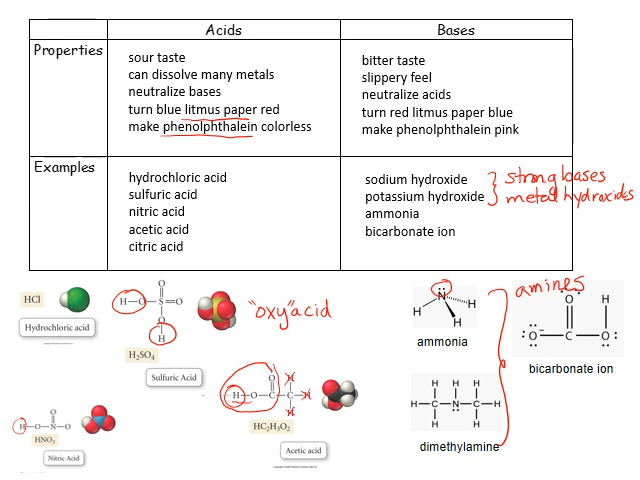 Acids
Bases
Properties
sour taste
can dissolve many metals
neutralize bases
turn blue litmus paper red
make phenolphthalein colorless
bitter taste
slippery feel
neutralize acids
turn red litmus paper blue
make phenolphthalein pink
Examples
hydrochloric acid
sulfuric acid
nitric acid
acetic acid
citric acid
sodium hydroxide
potassium hydroxide
ammonia
bicarbonate ion
strong bases
metal hydroxides
HCl
Hydrochloric acid
H—O—S=O
O
O
H
H₂SO₄
Sulfuric Acid
"oxy"acid
H—O—N—O
O
HNO₃
Nitric Acid
H—O—C—C—H
O
H
H
HC₂H₃O₂
Acetic acid
amines
N
H
H
H
ammonia
H H H
H—C—N—C—H
H H
dimethylamine
O H
O⁻ C O
bicarbonate ion